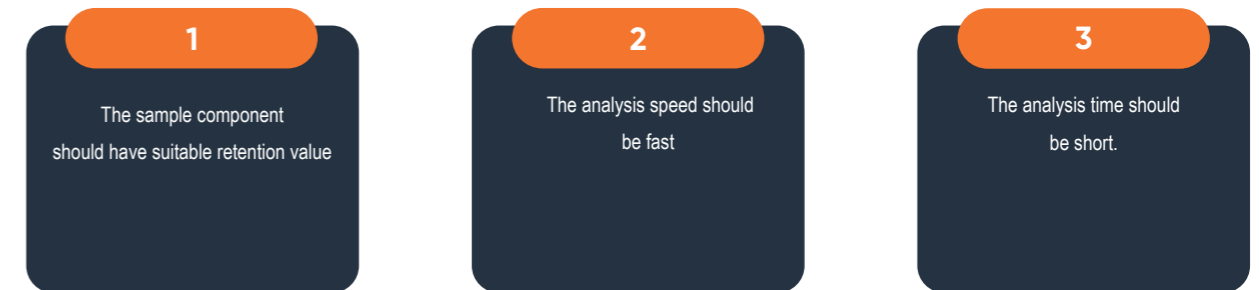 1
The sample component
should have suitable retention value
2
The analysis speed should
be fast
3
The analysis time should
be short.